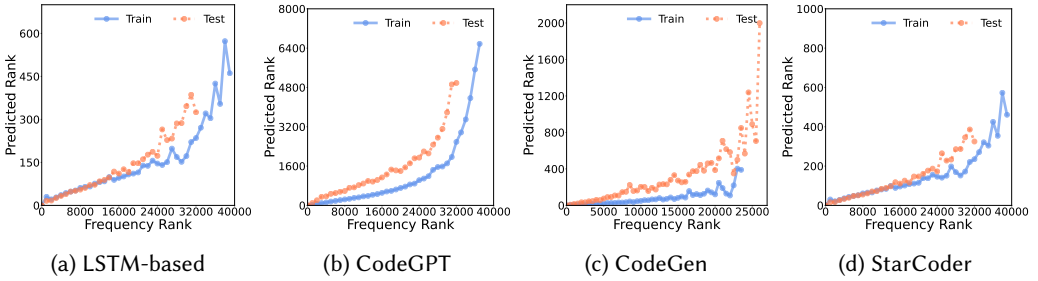 Train Test
Predicted Rank
600
450
300
150
0
0 8000 16000 24000 32000 40000
Frequency Rank
(a) LSTM-based
Train Test
Predicted Rank
8000
6400
4800
3200
1600
0
0 8000 16000 24000 32000 40000
Frequency Rank
(b) CodeGPT
Train Test
Predicted Rank
2000
1600
1200
800
400
0
0 5000 10000 15000 20000 25000
Frequency Rank
(c) CodeGen
Train Test
Predicted Rank
1000
800
600
400
200
0
0 8000 16000 24000 32000 40000
Frequency Rank
(d) StarCoder